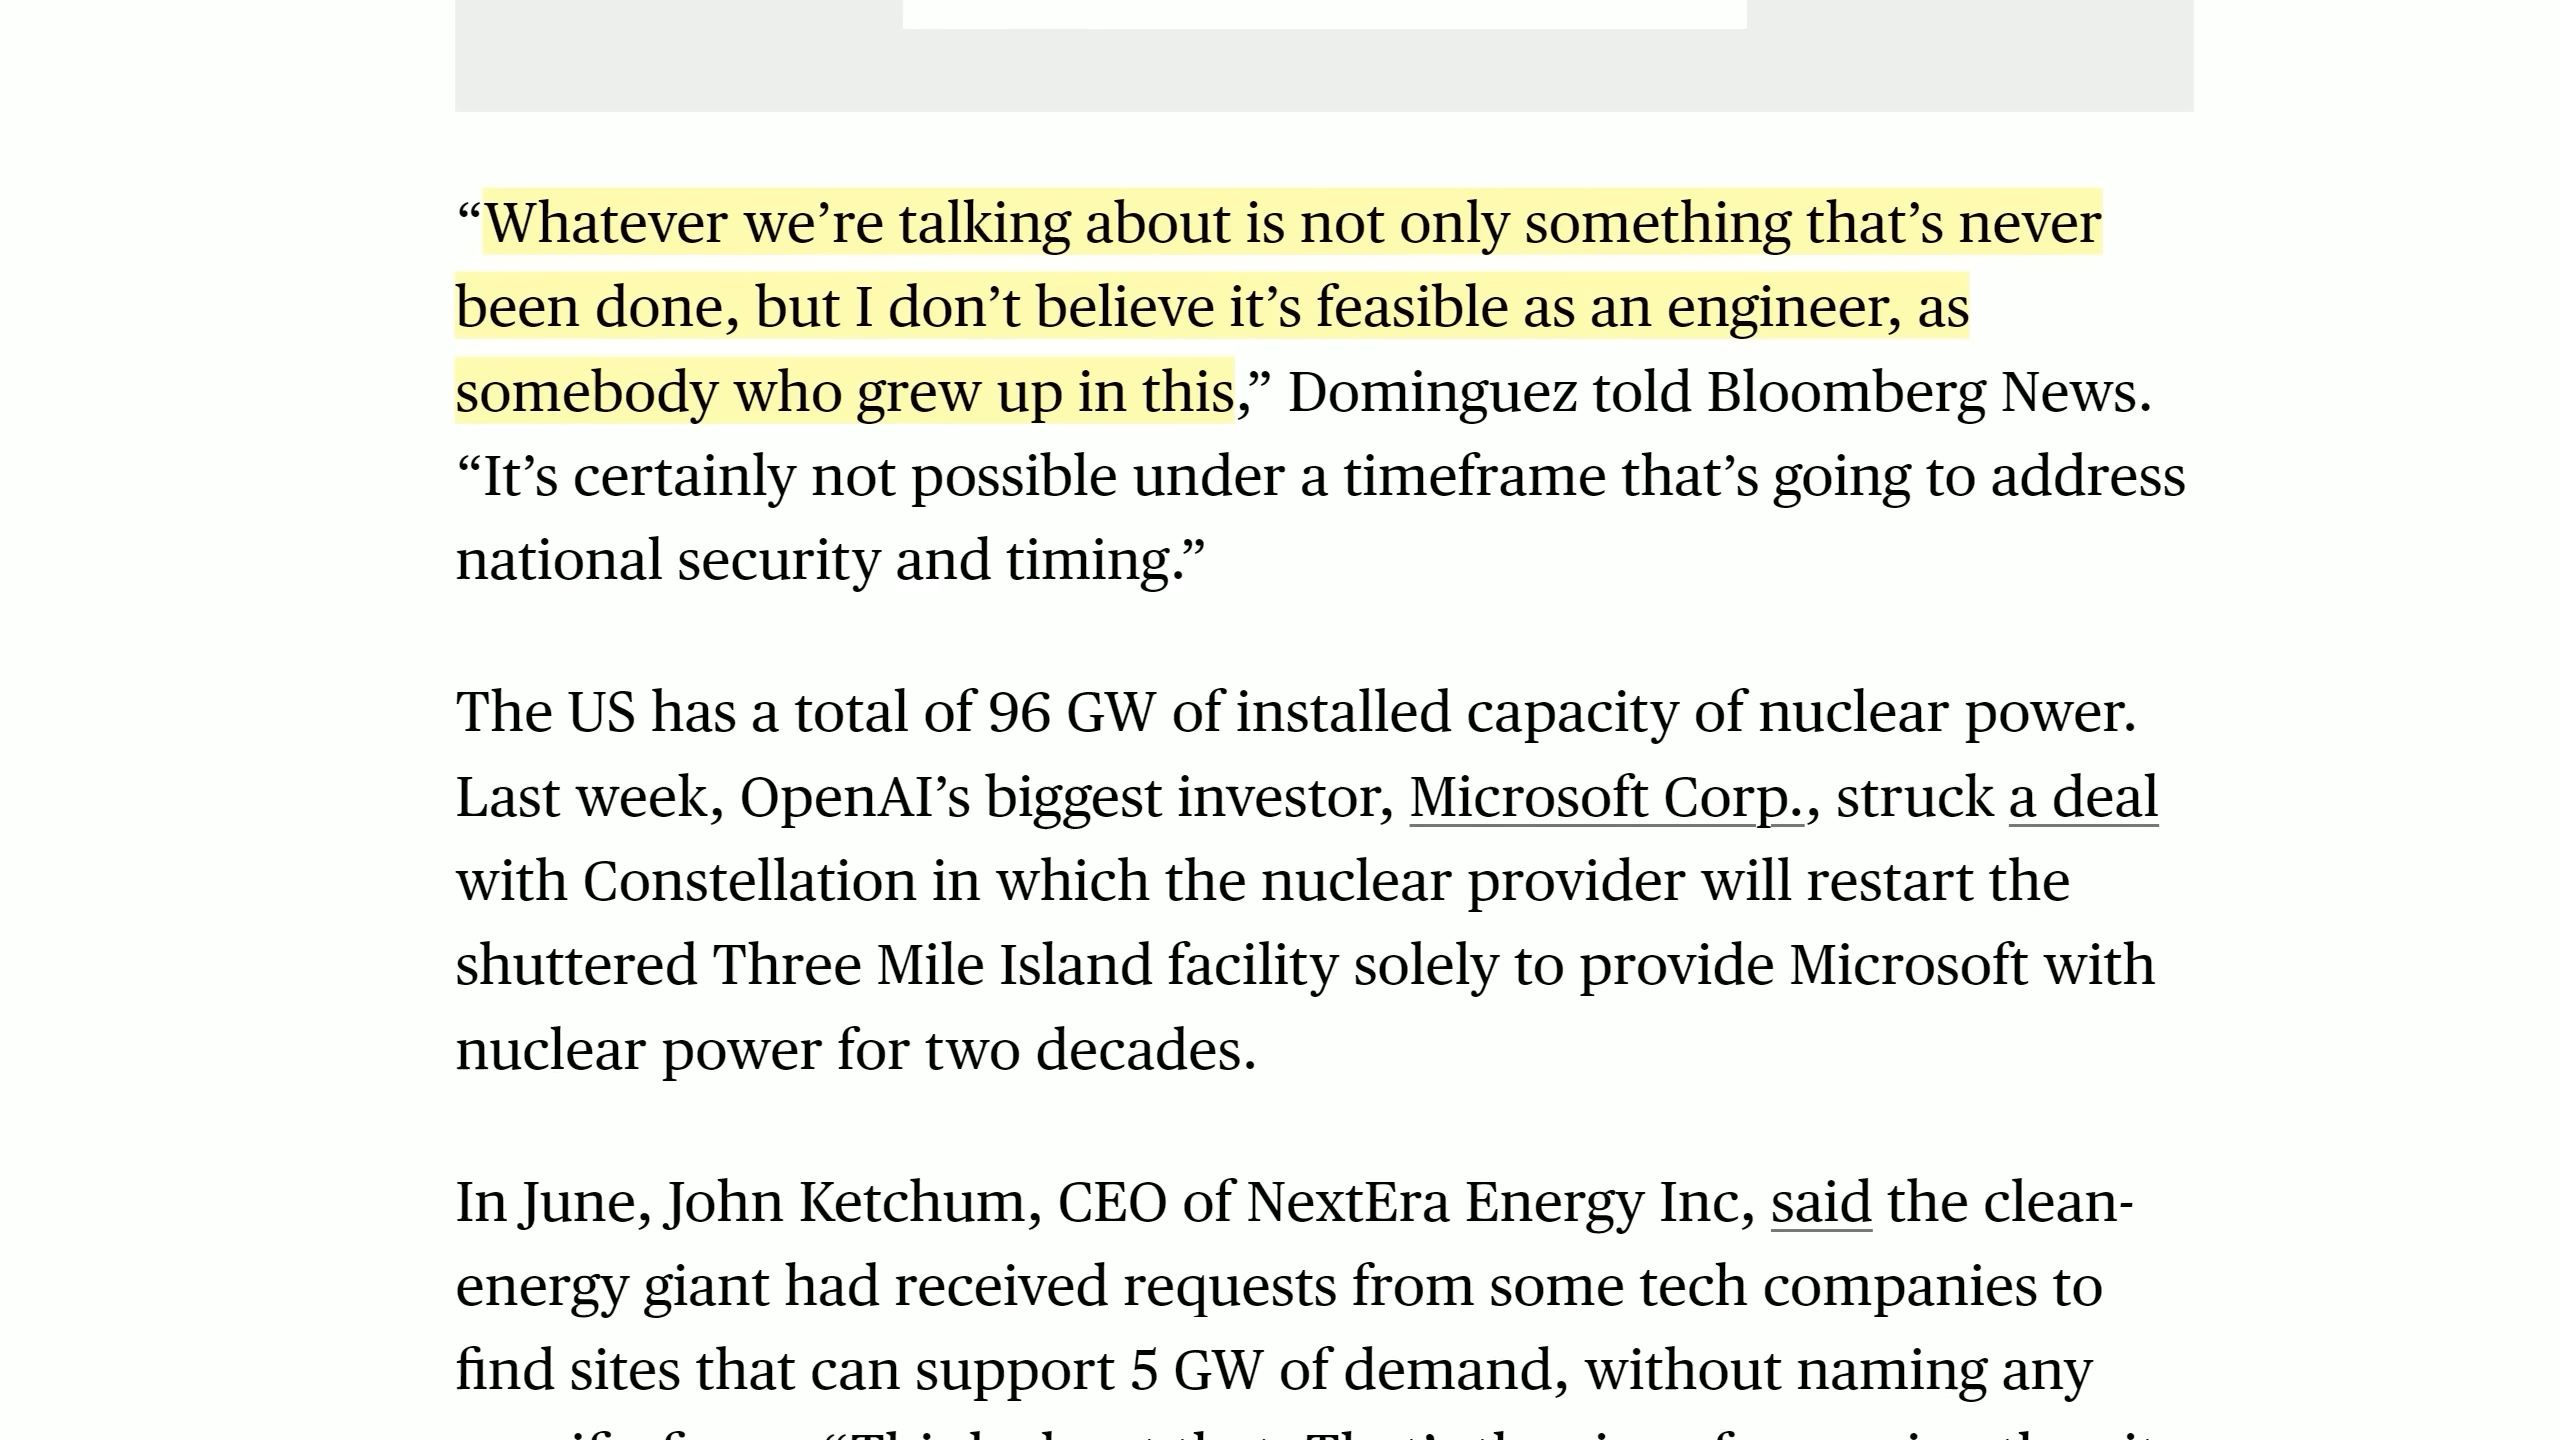 “Whatever we’re talking about is not only something that’s never
been done, but I don’t believe it’s feasible as an engineer, as
somebody who grew up in this,” Dominguez told Bloomberg News.
“It’s certainly not possible under a timeframe that’s going to address
national security and timing.”
The US has a total of 96 GW of installed capacity of nuclear power.
Last week, OpenAI’s biggest investor, Microsoft Corp., struck a deal
with Constellation in which the nuclear provider will restart the
shuttered Three Mile Island facility solely to provide Microsoft with
nuclear power for two decades.
In June, John Ketchum, CEO of NextEra Energy Inc, said the clean-
energy giant had received requests from some tech companies to
find sites that can support 5 GW of demand, without naming any